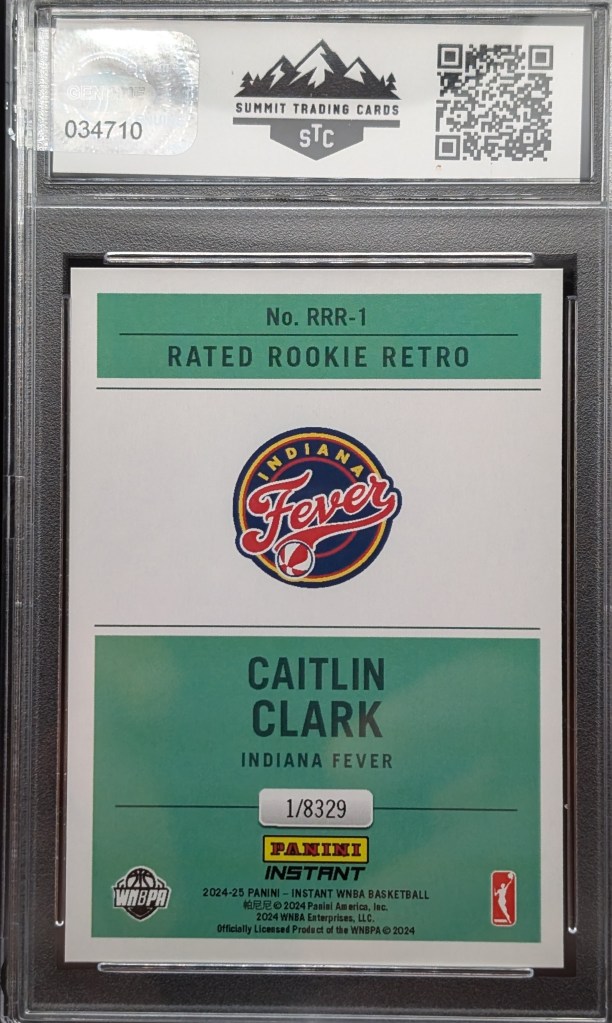 GENUINE
034710
SUMMIT TRADING CARDS
STC
No. RRR-1
RATED ROOKIE RETRO
INDIANA
Fever
CAITLIN
CLARK
INDIANA FEVER
1/8329
PANINI
INSTANT
WNBPA
2024-25 PANINI – INSTANT WNBA BASKETBALL
帕尼尼 © 2024 Panini America, Inc.
2024 WNBA Enterprises, LLC.
Officially Licensed Product of the WNBPA © 2024